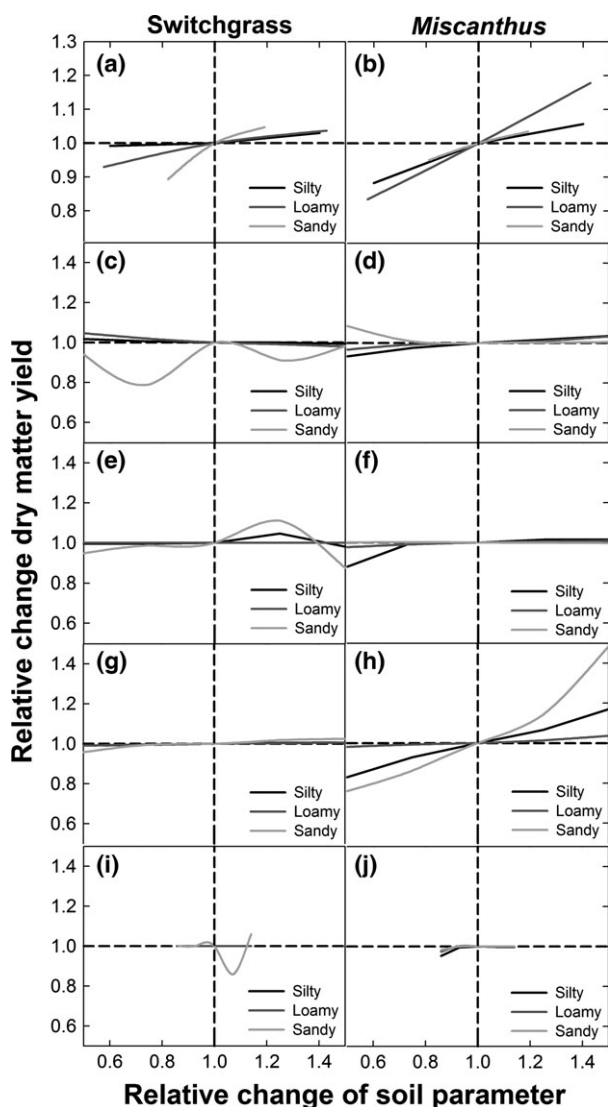 Switchgrass Miscanthus
1.3
1.2
1.1
1.0
0.9
0.8
(a)
Silty
Loamy
Sandy
(b)
Silty
Loamy
Sandy
1.4
1.2
1.0
0.8
0.6
(c)
Silty
Loamy
Sandy
(d)
Silty
Loamy
Sandy
1.4
1.2
1.0
0.8
0.6
(e)
Silty
Loamy
Sandy
(f)
Silty
Loamy
Sandy
1.4
1.2
1.0
0.8
0.6
(g)
Silty
Loamy
Sandy
(h)
Silty
Loamy
Sandy
1.4
1.2
1.0
0.8
0.6
(i)
Silty
Loamy
Sandy
(j)
Silty
Loamy
Sandy
0.6 0.8 1.0 1.2 1.4 0.6 0.8 1.0 1.2 1.4
Relative change dry matter yield
Relative change of soil parameter